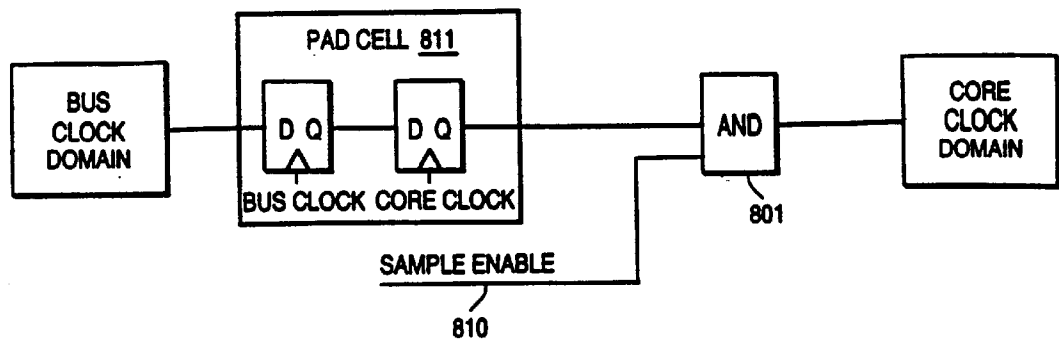 PAD CELL 811
BUS
CLOCK
DOMAIN
D Q
D Q
BUS CLOCK
CORE CLOCK
AND
801
CORE
CLOCK
DOMAIN
SAMPLE ENABLE
810